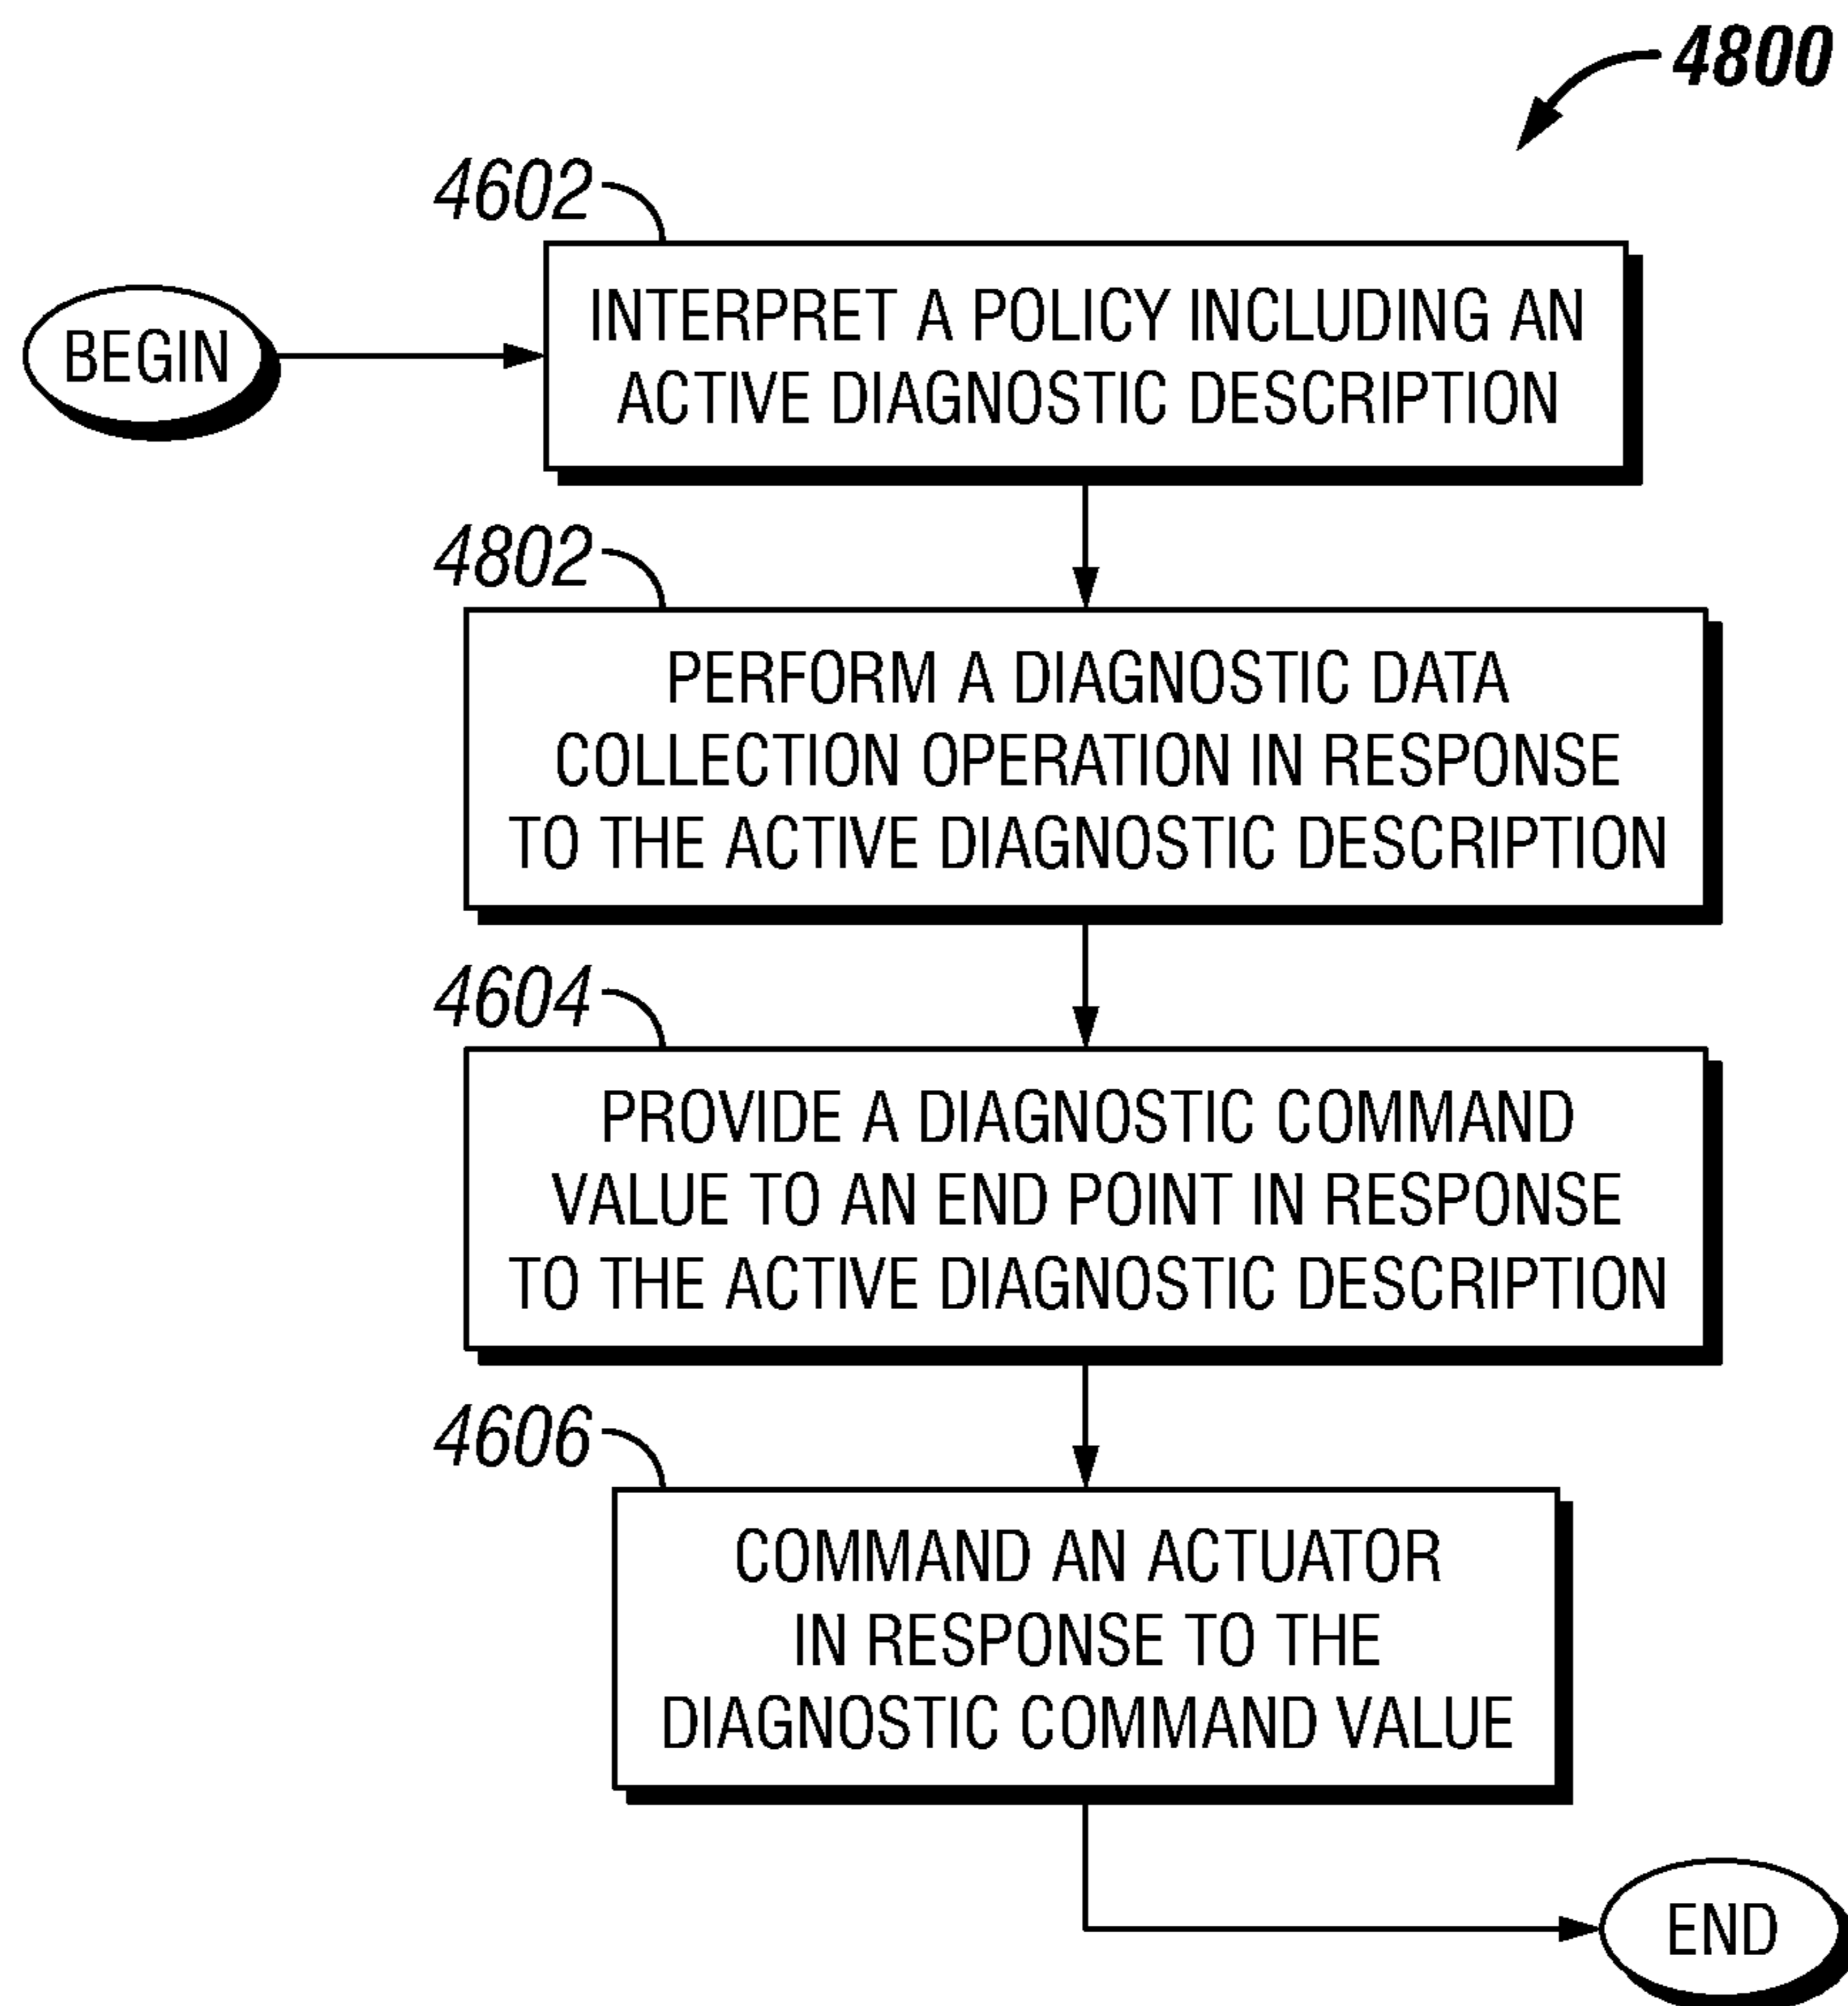 4800
4602
BEGIN
INTERPRET A POLICY INCLUDING AN
ACTIVE DIAGNOSTIC DESCRIPTION
4802
PERFORM A DIAGNOSTIC DATA
COLLECTION OPERATION IN RESPONSE
TO THE ACTIVE DIAGNOSTIC DESCRIPTION
4604
PROVIDE A DIAGNOSTIC COMMAND
VALUE TO AN END POINT IN RESPONSE
TO THE ACTIVE DIAGNOSTIC DESCRIPTION
4606
COMMAND AN ACTUATOR
IN RESPONSE TO THE
DIAGNOSTIC COMMAND VALUE
END